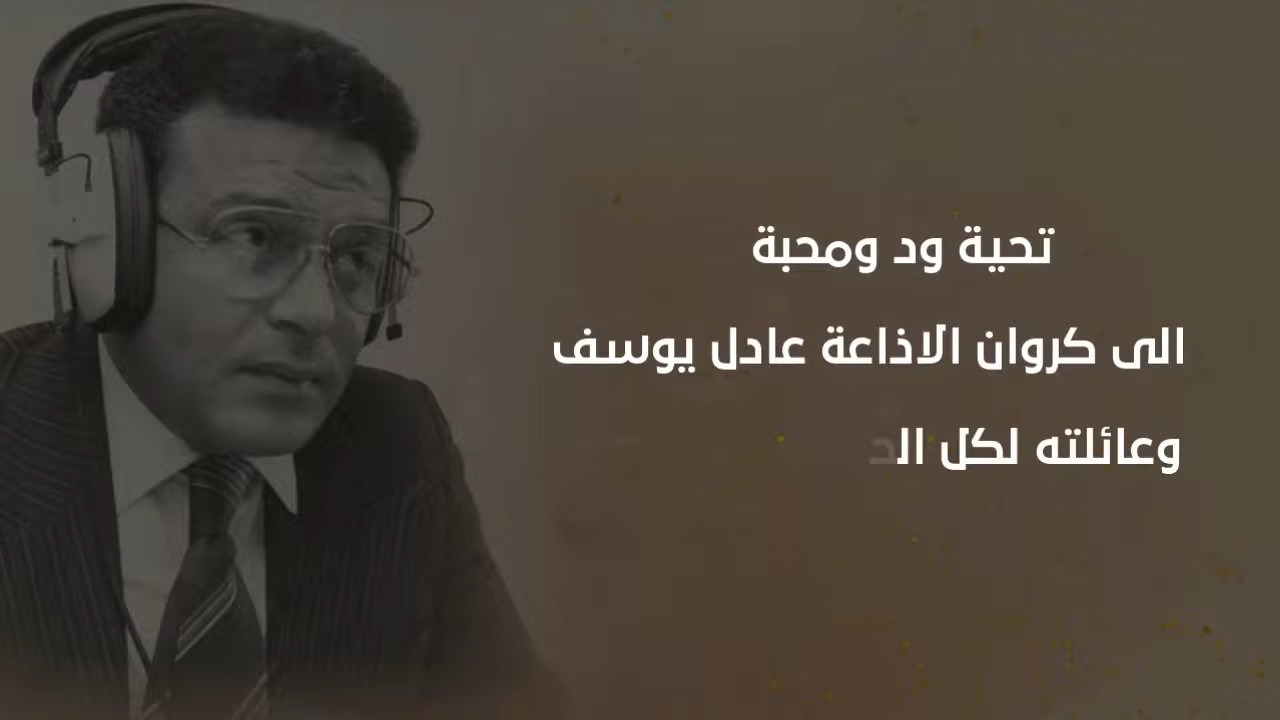 تحية ود ومحبة
الى كروان الاذاعة عادل يوسف
وعائلته لكل